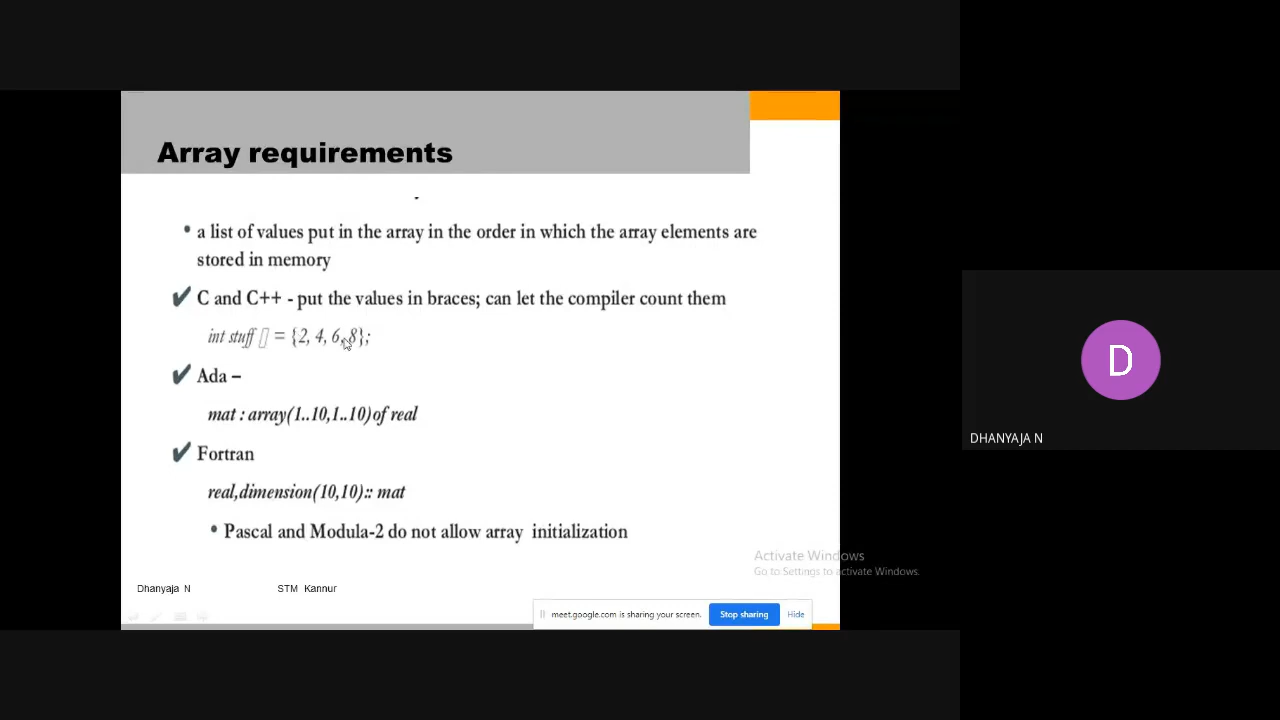 Array requirements
• a list of values put in the array in the order in which the array elements are
stored in memory
✔ C and C++ - put the values in braces; can let the compiler count them
int stuff [] = {2, 4, 6, 8};
✔ Ada –
mat : array(1..10,1..10)of real
✔ Fortran
real,dimension(10,10):: mat
• Pascal and Modula-2 do not allow array initialization
Dhanyaja N STM Kannur
Activate Windows
Go to Settings to activate Windows.
meet.google.com is sharing your screen. Stop sharing Hide
D
DHANYAJA N